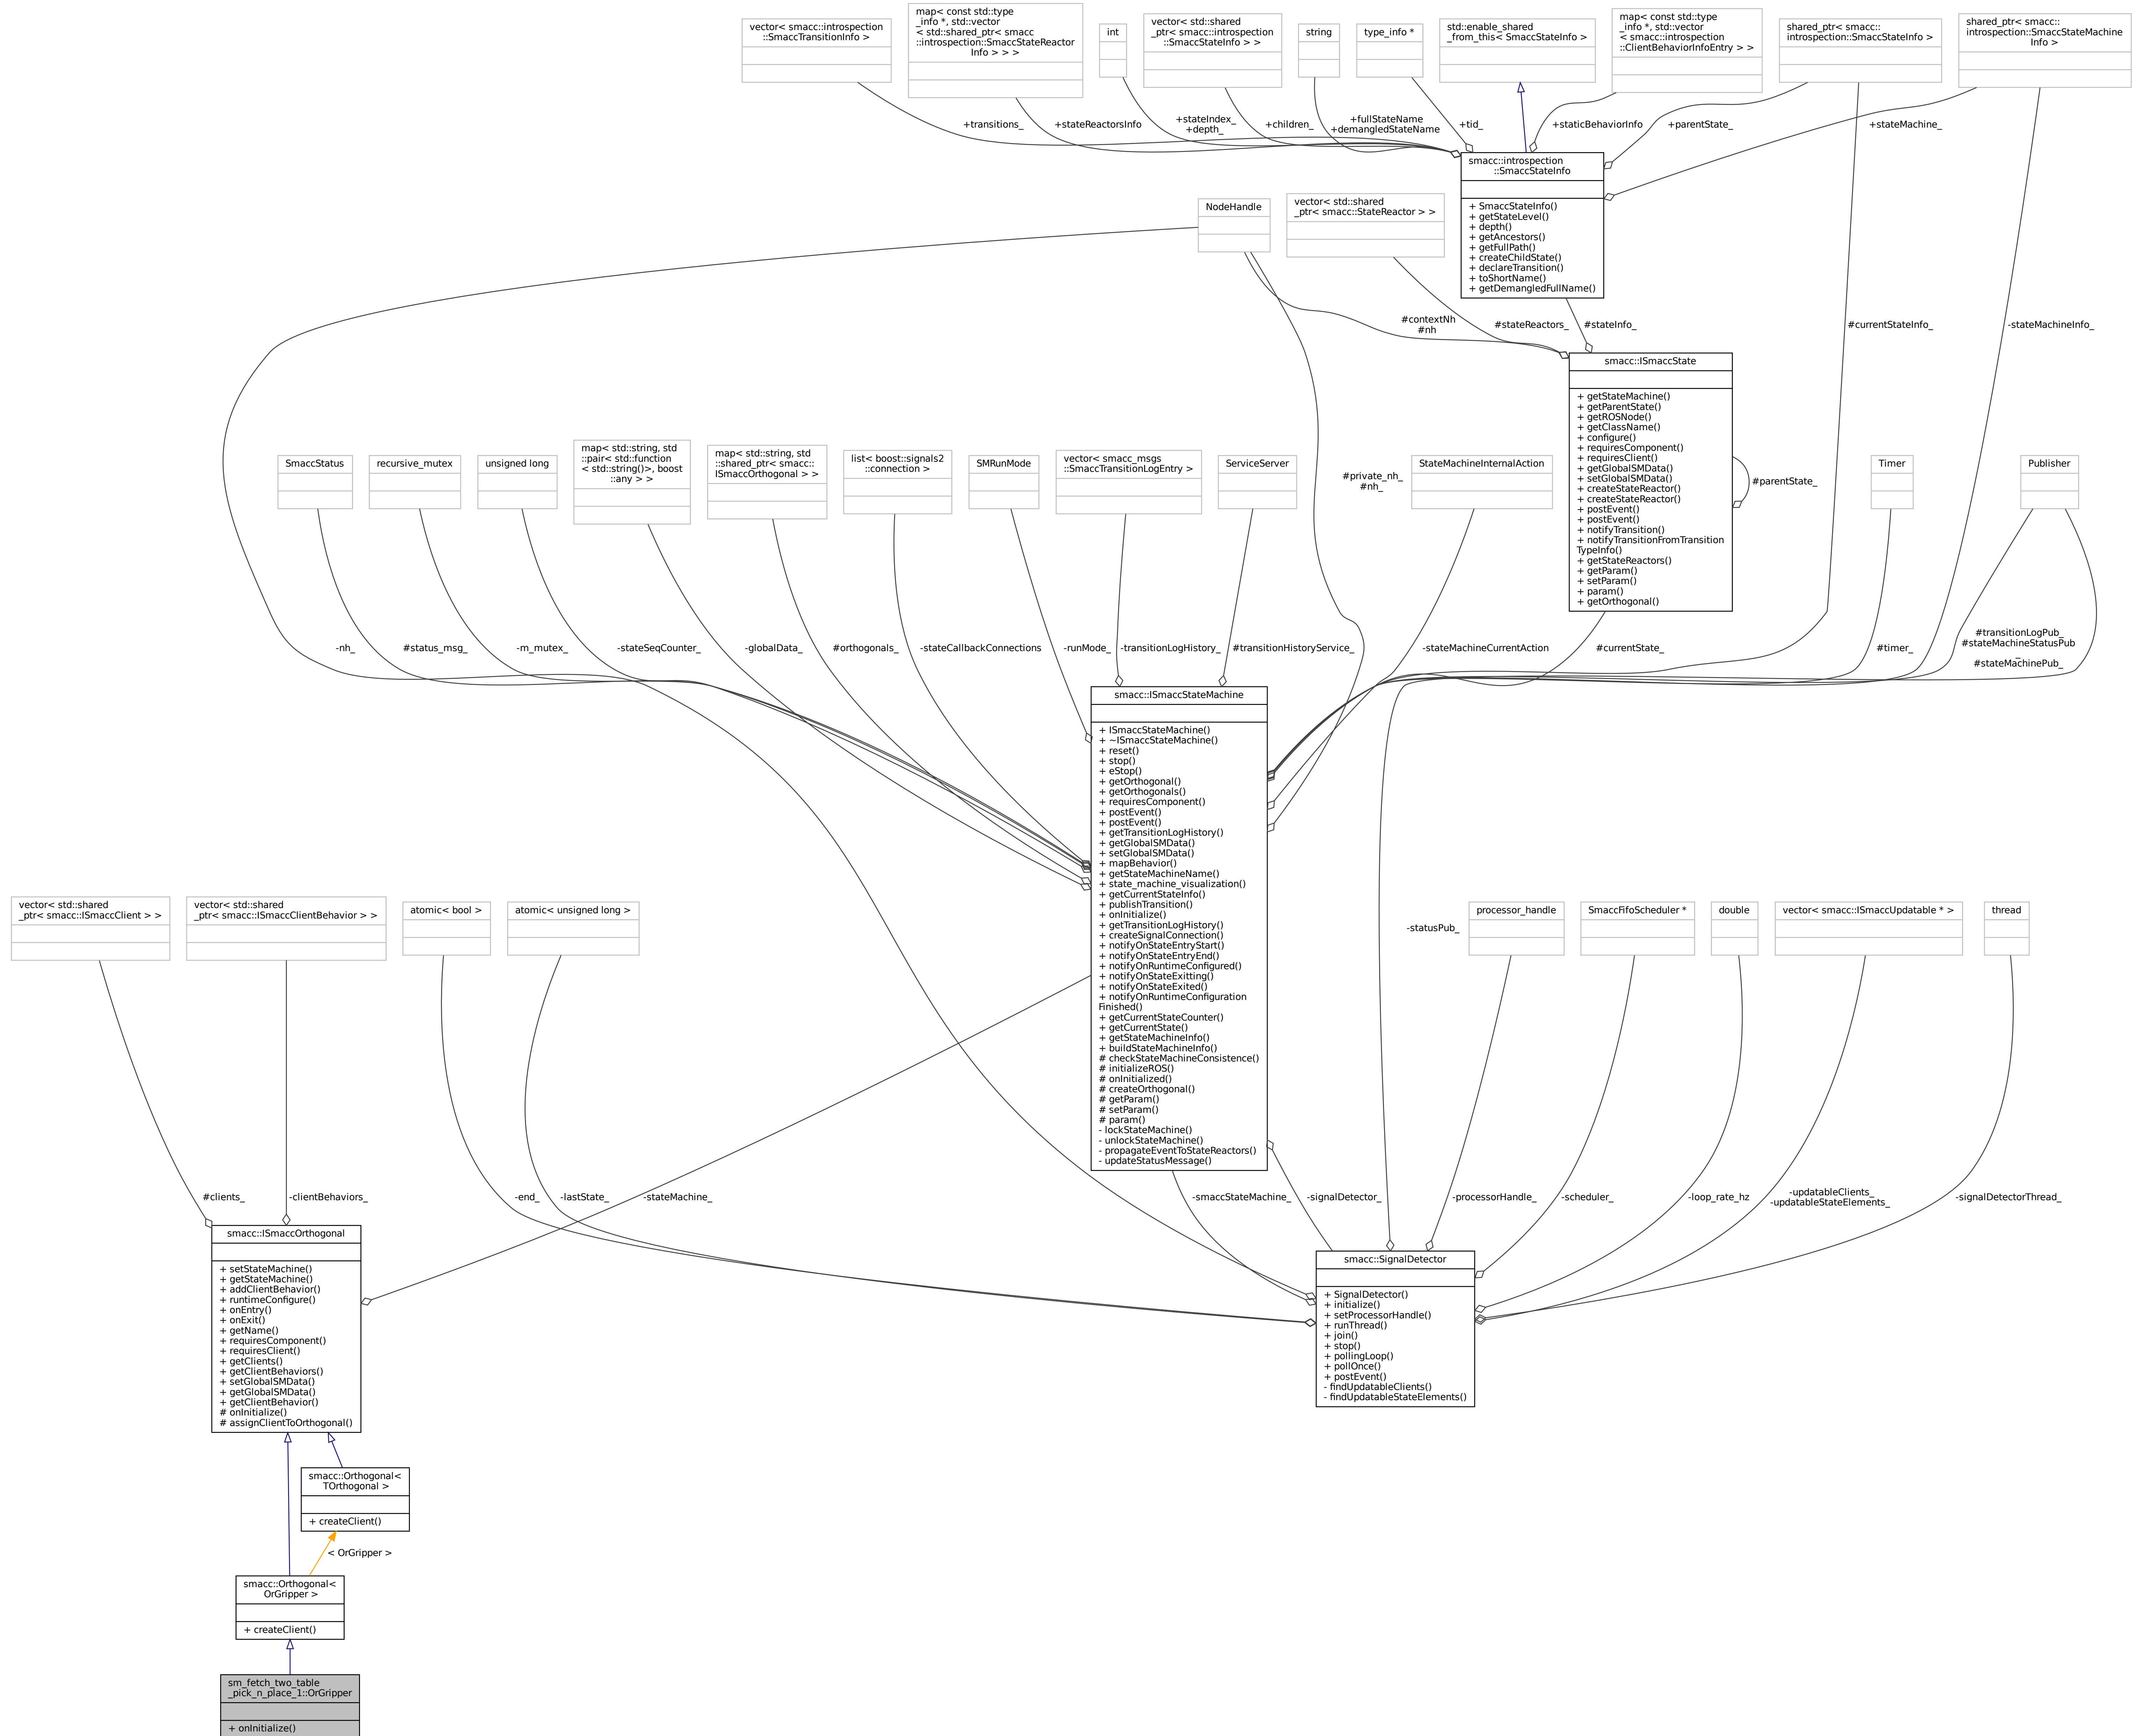 vector< smacc::introspection
::SmaccTransitionInfo >
map< const std::type
_info *, std::vector
< std::shared_ptr< smacc
::introspection::SmaccStateReactor
Info > > >
int
vector< std::shared
_ptr< smacc::introspection
::SmaccStateInfo > >
string
type_info *
std::enable_shared
_from_this< SmaccStateInfo >
map< const std::type
_info *, std::vector
< smacc::introspection
::ClientBehaviorInfoEntry > >
shared_ptr< smacc::
introspection::SmaccStateInfo >
shared_ptr< smacc::
introspection::SmaccStateMachine
Info >
+transitions_
+stateReactorsInfo
+stateIndex_
+depth_
+children_
+fullStateName
+demangledStateName
+tid_
+staticBehaviorInfo
+parentState_
+stateMachine_
smacc::introspection
::SmaccStateInfo
+ SmaccStateInfo()
+ getStateLevel()
+ depth()
+ getAncestors()
+ getFullPath()
+ createChildState()
+ declareTransition()
+ toShortName()
+ getDemangledFullName()
NodeHandle
vector< std::shared
_ptr< smacc::StateReactor > >
#contextNh
#nh
#stateReactors_
#stateInfo_
#currentStateInfo_
-stateMachineInfo_
smacc::ISmaccState
+ getStateMachine()
+ getParentState()
+ getROSNode()
+ getClassName()
+ configure()
+ requiresComponent()
+ requiresClient()
+ getGlobalSMData()
+ setGlobalSMData()
+ createStateReactor()
+ createStateReactor()
+ postEvent()
+ postEvent()
+ notifyTransition()
+ notifyTransitionFromTransition
TypeInfo()
+ getStateReactors()
+ getParam()
+ setParam()
+ param()
+ getOrthogonal()
#parentState_
SmaccStatus
recursive_mutex
unsigned long
map< std::string, std
::pair< std::function
< std::string()>, boost
::any > >
map< std::string, std
::shared_ptr< smacc::
ISmaccOrthogonal > >
list< boost::signals2
::connection >
SMRunMode
vector< smacc_msgs
::SmaccTransitionLogEntry >
ServiceServer
#private_nh_
#nh_
StateMachineInternalAction
Timer
Publisher
-nh_
#status_msg_
-m_mutex_
-stateSeqCounter_
-globalData_
#orthogonals_
-stateCallbackConnections
-runMode_
-transitionLogHistory_
#transitionHistoryService_
-stateMachineCurrentAction
#currentState_
#timer_
#transitionLogPub_
#stateMachineStatusPub
_
#stateMachinePub_
smacc::ISmaccStateMachine
+ ISmaccStateMachine()
+ ~ISmaccStateMachine()
+ reset()
+ stop()
+ eStop()
+ getOrthogonal()
+ getOrthogonals()
+ requiresComponent()
+ postEvent()
+ postEvent()
+ getTransitionLogHistory()
+ getGlobalSMData()
+ setGlobalSMData()
+ mapBehavior()
+ getStateMachineName()
+ state_machine_visualization()
+ getCurrentStateInfo()
+ publishTransition()
+ onInitialize()
+ getTransitionLogHistory()
+ createSignalConnection()
+ notifyOnStateEntryStart()
+ notifyOnStateEntryEnd()
+ notifyOnRuntimeConfigured()
+ notifyOnStateExitting()
+ notifyOnStateExited()
+ notifyOnRuntimeConfiguration
Finished()
+ getCurrentStateCounter()
+ getCurrentState()
+ getStateMachineInfo()
+ buildStateMachineInfo()
# checkStateMachineConsistence()
# initializeROS()
# onInitialized()
# createOrthogonal()
# getParam()
# setParam()
# param()
- lockStateMachine()
- unlockStateMachine()
- propagateEventToStateReactors()
- updateStatusMessage()
vector< std::shared
_ptr< smacc::ISmaccClient > >
vector< std::shared
_ptr< smacc::ISmaccClientBehavior > >
atomic< bool >
atomic< unsigned long >
-statusPub_
processor_handle
SmaccFifoScheduler *
double
vector< smacc::ISmaccUpdatable * >
thread
#clients_
-clientBehaviors_
-end_
-lastState_
-stateMachine_
-smaccStateMachine_
-signalDetector_
-processorHandle_
-scheduler_
-loop_rate_hz
-updatableClients_
-updatableStateElements_
-signalDetectorThread_
smacc::ISmaccOrthogonal
+ setStateMachine()
+ getStateMachine()
+ addClientBehavior()
+ runtimeConfigure()
+ onEntry()
+ onExit()
+ getName()
+ requiresComponent()
+ requiresClient()
+ getClients()
+ getClientBehaviors()
+ setGlobalSMData()
+ getGlobalSMData()
+ getClientBehavior()
# onInitialize()
# assignClientToOrthogonal()
smacc::SignalDetector
+ SignalDetector()
+ initialize()
+ setProcessorHandle()
+ runThread()
+ join()
+ stop()
+ pollingLoop()
+ pollOnce()
+ postEvent()
- findUpdatableClients()
- findUpdatableStateElements()
smacc::Orthogonal<
TOrthogonal >
+ createClient()
< OrGripper >
smacc::Orthogonal<
OrGripper >
+ createClient()
sm_fetch_two_table
_pick_n_place_1::OrGripper
+ onInitialize()